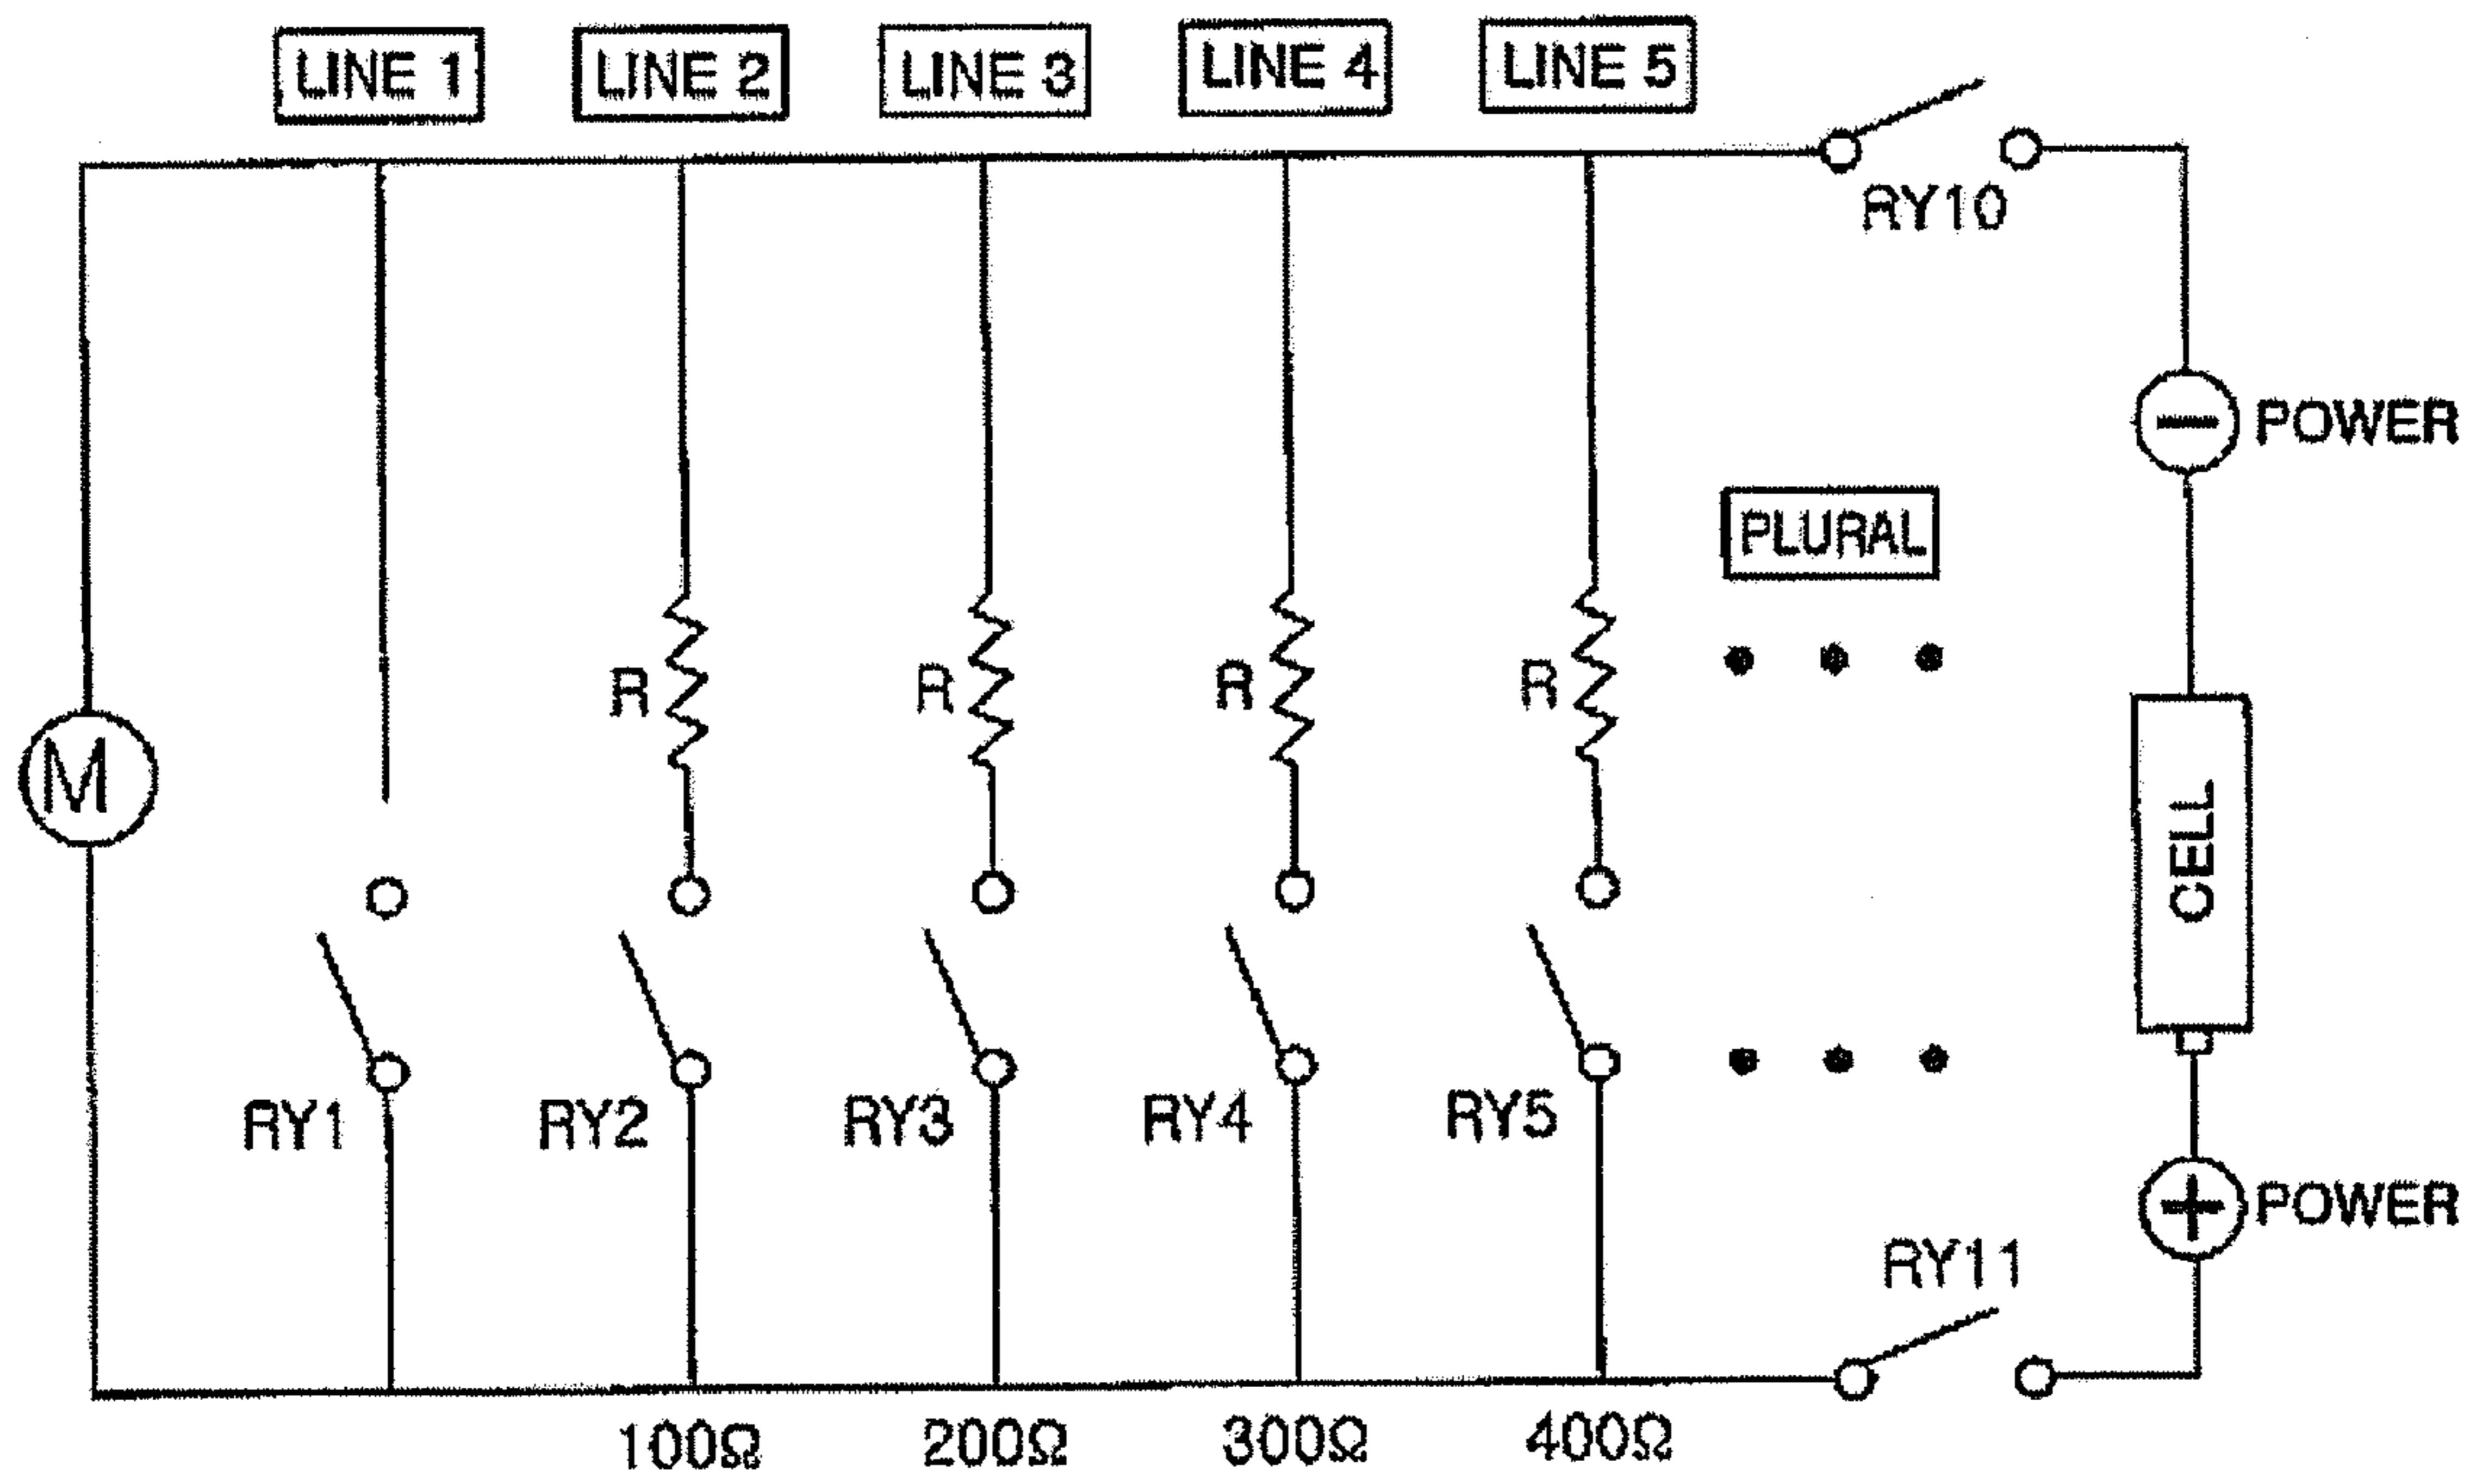 LINE 1
LINE 2
LINE 3
LINE 4
LINE 5
RY10
POWER
PLURAL
R
R
R
R
M
CELL
RY1
RY2
RY3
RY4
RY5
POWER
RY11
100Ω
200Ω
300Ω
400Ω